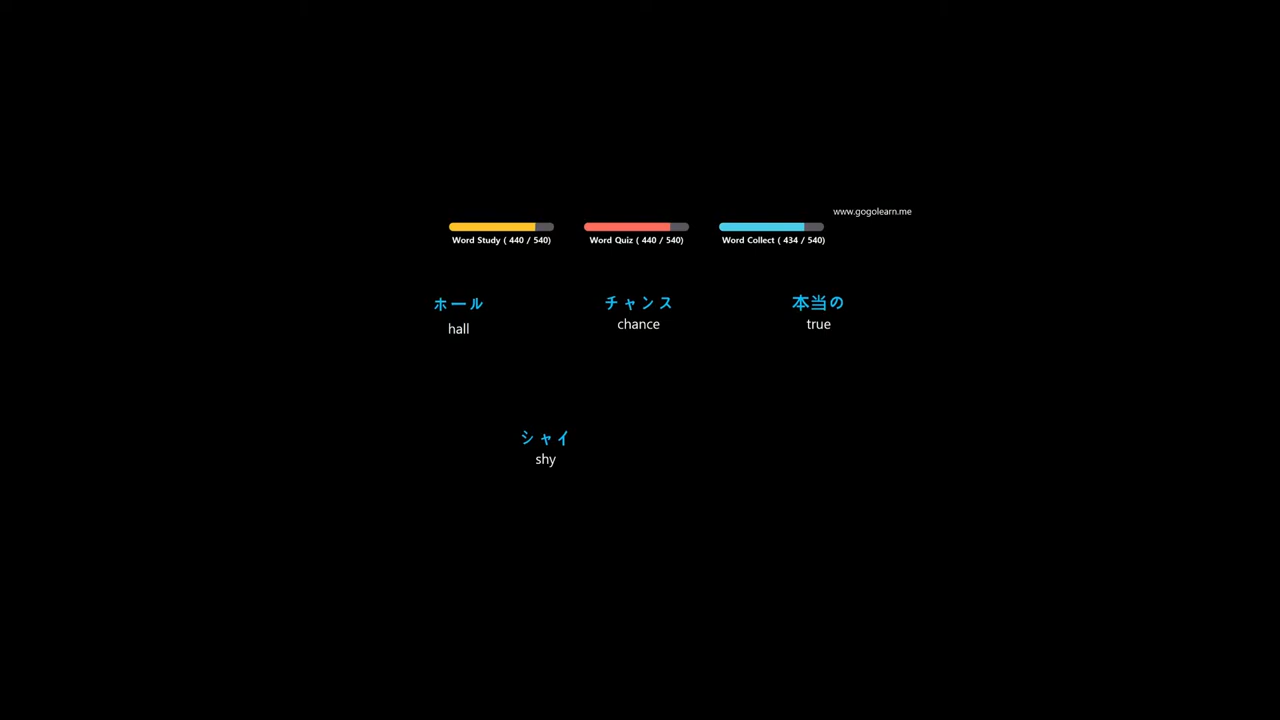 www.gogolearn.me
Word Study ( 440 / 540)
Word Quiz ( 440 / 540)
Word Collect ( 434 / 540)
ホール
hall
チャンス
chance
本当の
true
シャイ
shy